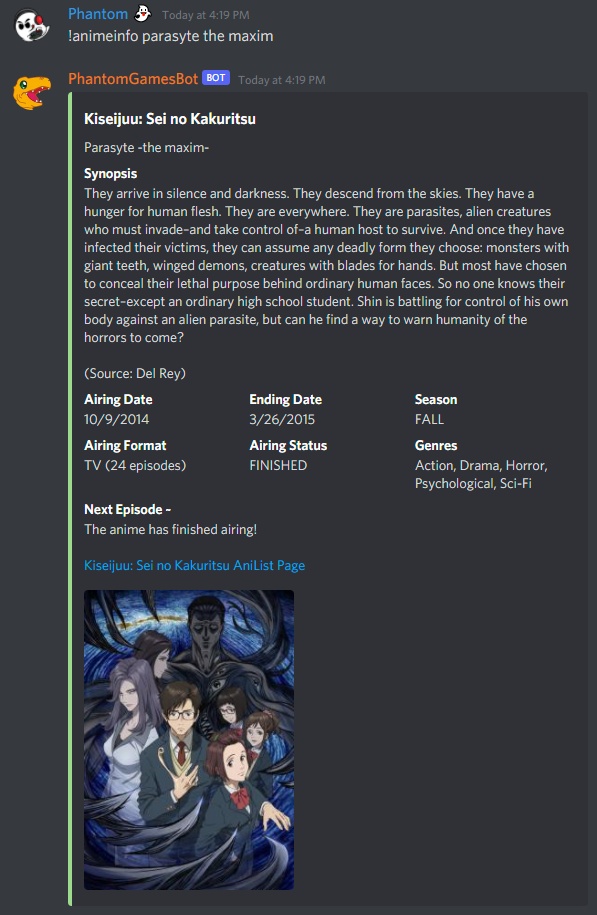 Phantom Today at 4:19 PM
!animeinfo parasyte the maxim
PhantomGamesBot BOT Today at 4:19 PM
Kiseijuu: Sei no Kakuritsu
Parasyte -the maxim-
Synopsis
They arrive in silence and darkness. They descend from the skies. They have a
hunger for human flesh. They are everywhere. They are parasites, alien creatures
who must invade–and take control of–a human host to survive. And once they have
infected their victims, they can assume any deadly form they choose: monsters with
giant teeth, winged demons, creatures with blades for hands. But most have chosen
to conceal their lethal purpose behind ordinary human faces. So no one knows their
secret–except an ordinary high school student. Shin is battling for control of his own
body against an alien parasite, but can he find a way to warn humanity of the
horrors to come?
(Source: Del Rey)
Airing Date Ending Date Season
10/9/2014 3/26/2015 FALL
Airing Format Airing Status Genres
TV (24 episodes) FINISHED Action, Drama, Horror,
Psychological, Sci-Fi
Next Episode –
The anime has finished airing!
Kiseijuu: Sei no Kakuritsu AniList Page